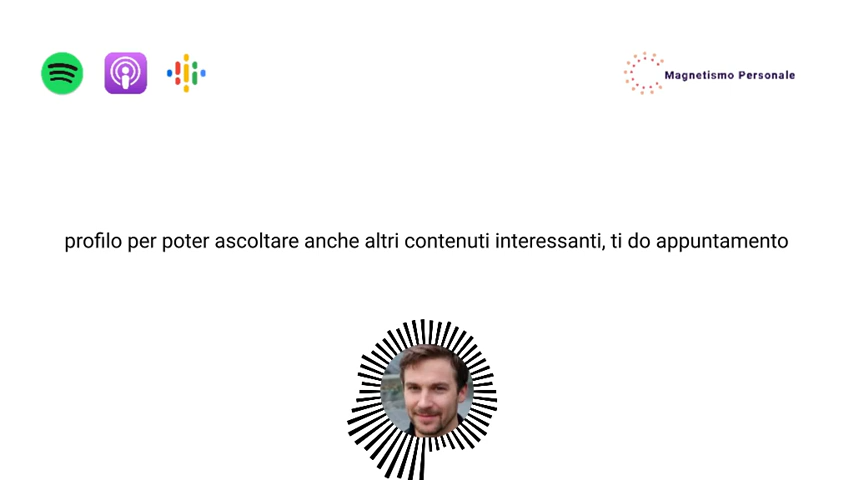 Magnetismo Personale
profilo per poter ascoltare anche altri contenuti interessanti, ti do appuntamento